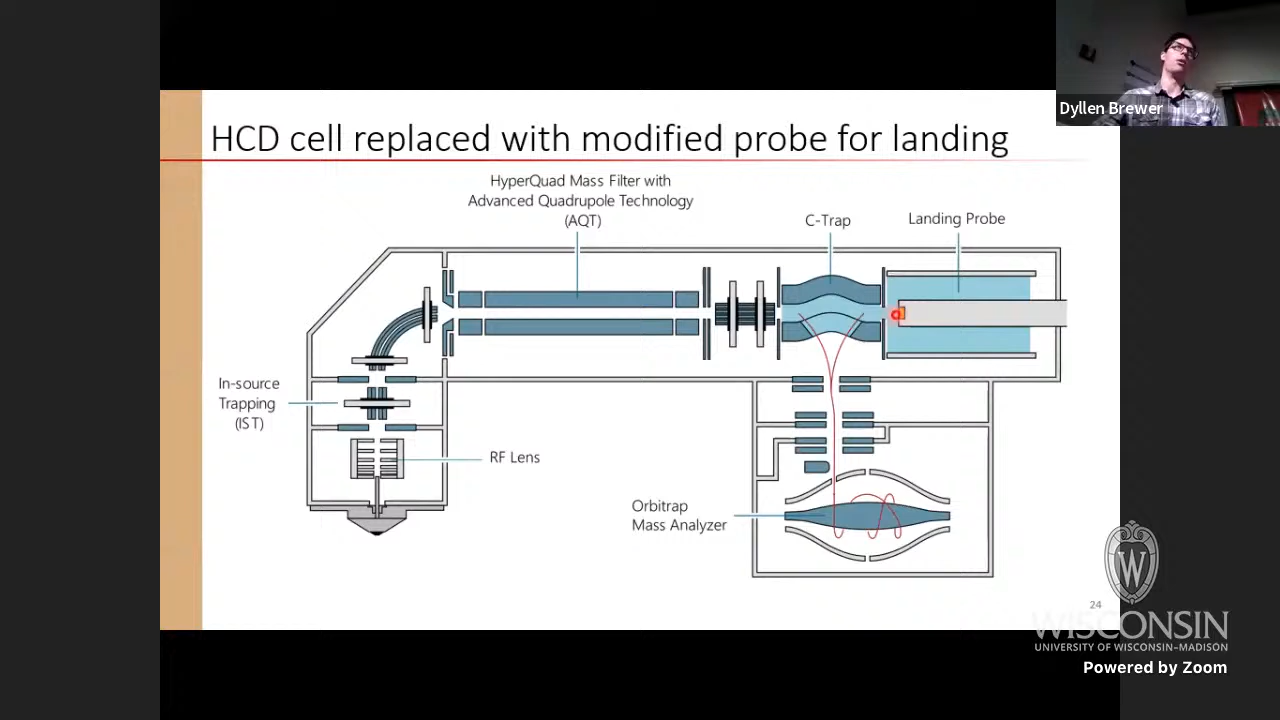 Dyllen Brewer
HCD cell replaced with modified probe for landing
HyperQuad Mass Filter with
Advanced Quadrupole Technology
(AQT)
C-Trap
Landing Probe
In-source
Trapping
(IST)
RF Lens
Orbitrap
Mass Analyzer
24
W
WISCONSIN
UNIVERSITY OF WISCONSIN–MADISON
Powered by Zoom